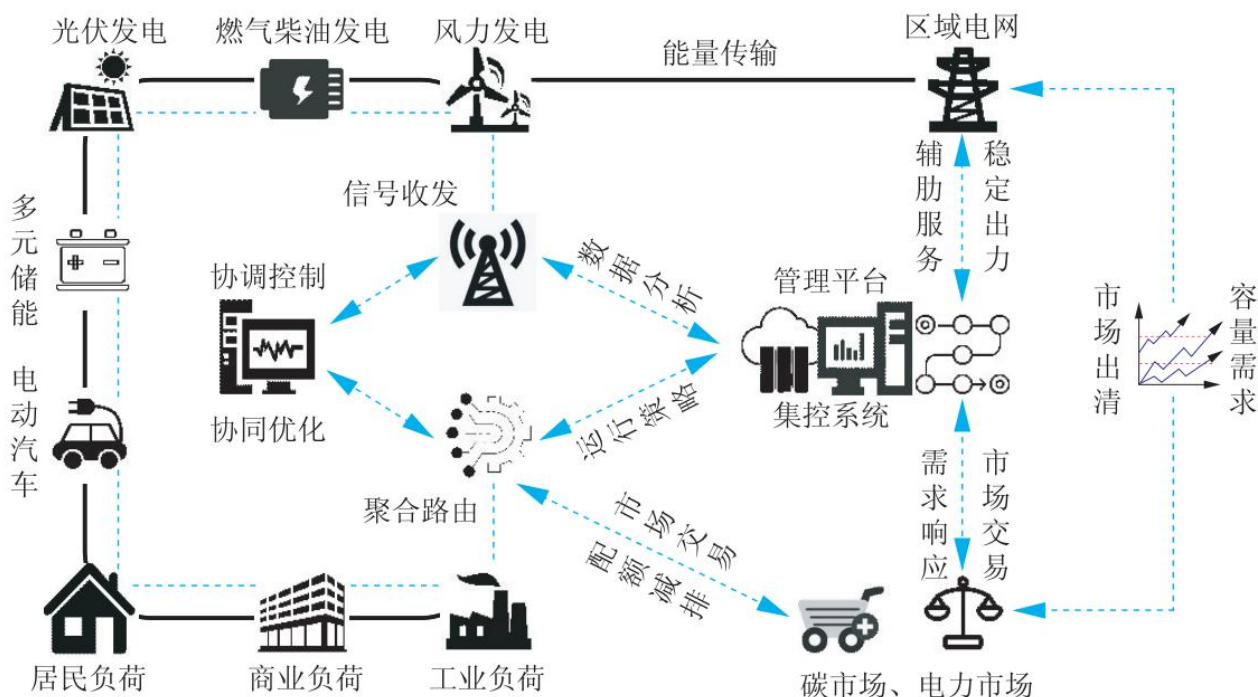 光伏发电
燃气柴油发电
风力发电
能量传输
区域电网
辅肋服务
稳定出力
信号收发
多元储能
协调控制
数据分析
管理平台
市场出清
容量需求
电动汽车
协同优化
运行策略
集控系统
聚合路由
需求响应
市场交易
市场交易
配额减排
居民负荷
商业负荷
工业负荷
碳市场、电力市场